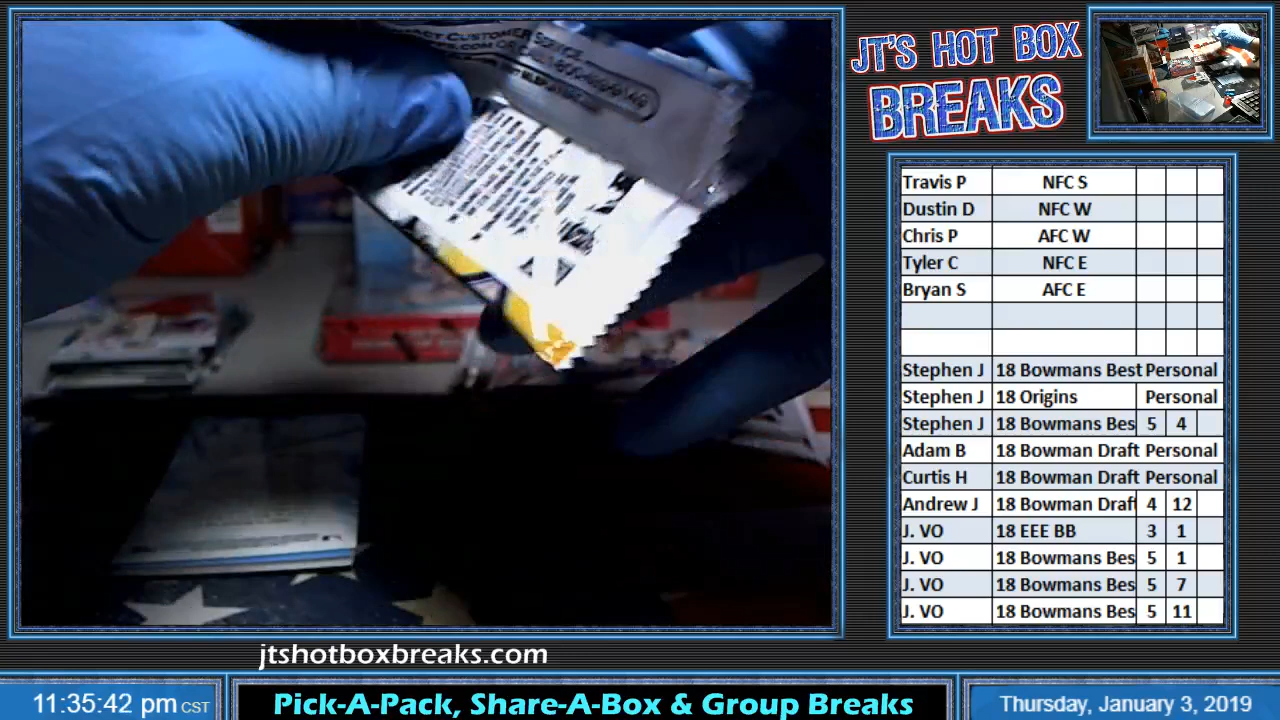 JT'S HOT BOX
BREAKS
Travis P NFC S
Dustin D NFC W
Chris P AFC W
Tyler C NFC E
Bryan S AFC E
Stephen J 18 Bowmans Best Personal
Stephen J 18 Origins Personal
Stephen J 18 Bowmans Bes 5 4
Adam B 18 Bowman Draft Personal
Curtis H 18 Bowman Draft Personal
Andrew J 18 Bowman Draf 4 12
J. VO 18 EEE BB 3 1
J. VO 18 Bowmans Bes 5 1
J. VO 18 Bowmans Bes 5 7
J. VO 18 Bowmans Bes 5 11
jtshotboxbreaks.com
11:35:42 pm CST
Pick-A-Pack, Share-A-Box & Group Breaks
Thursday, January 3, 2019